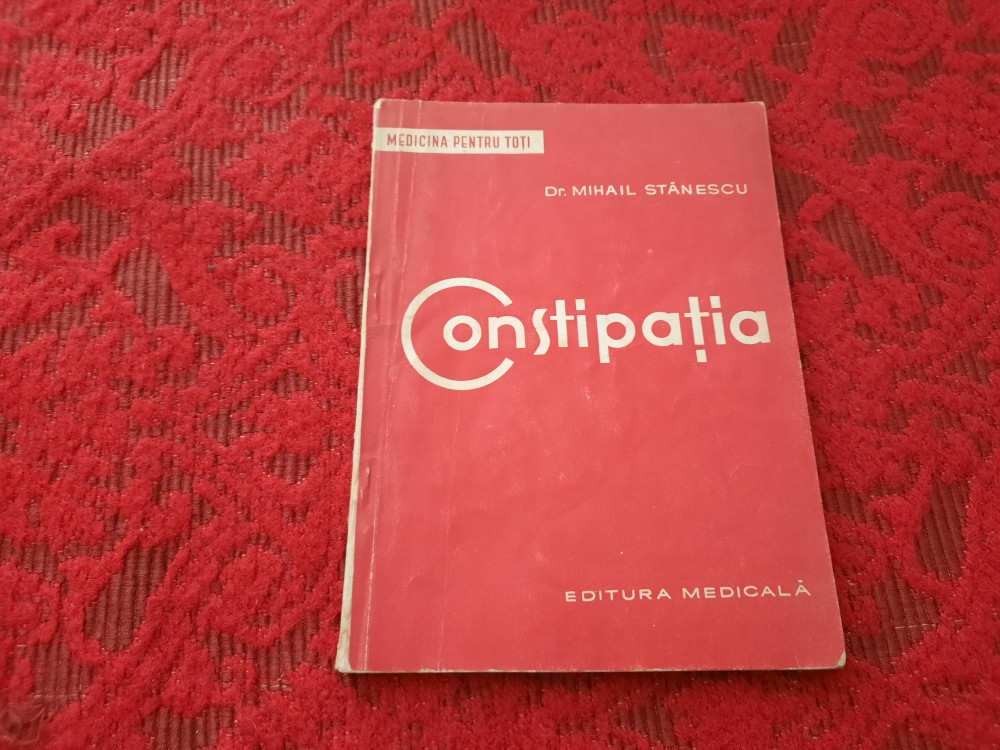 MEDICINA PENTRU TOȚI
Dr. MIHAIL STĂNESCU
Constipația
EDITURA MEDICALĂ